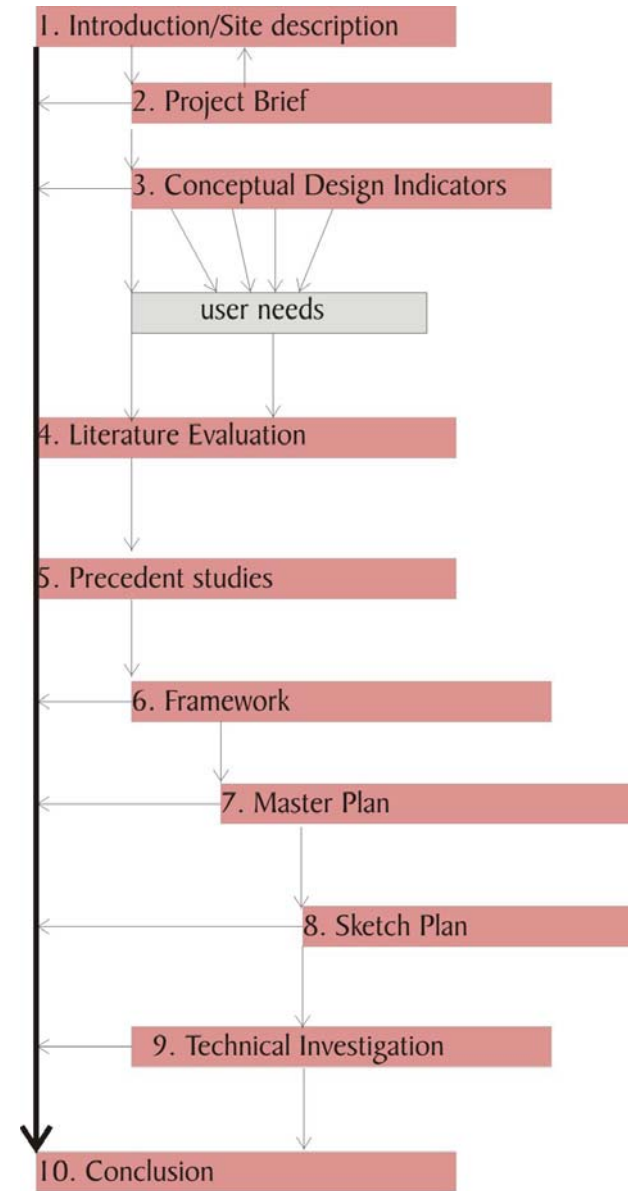 1. Introduction/Site description
2. Project Brief
3. Conceptual Design Indicators
user needs
4. Literature Evaluation
5. Precedent studies
6. Framework
7. Master Plan
8. Sketch Plan
9. Technical Investigation
10. Conclusion